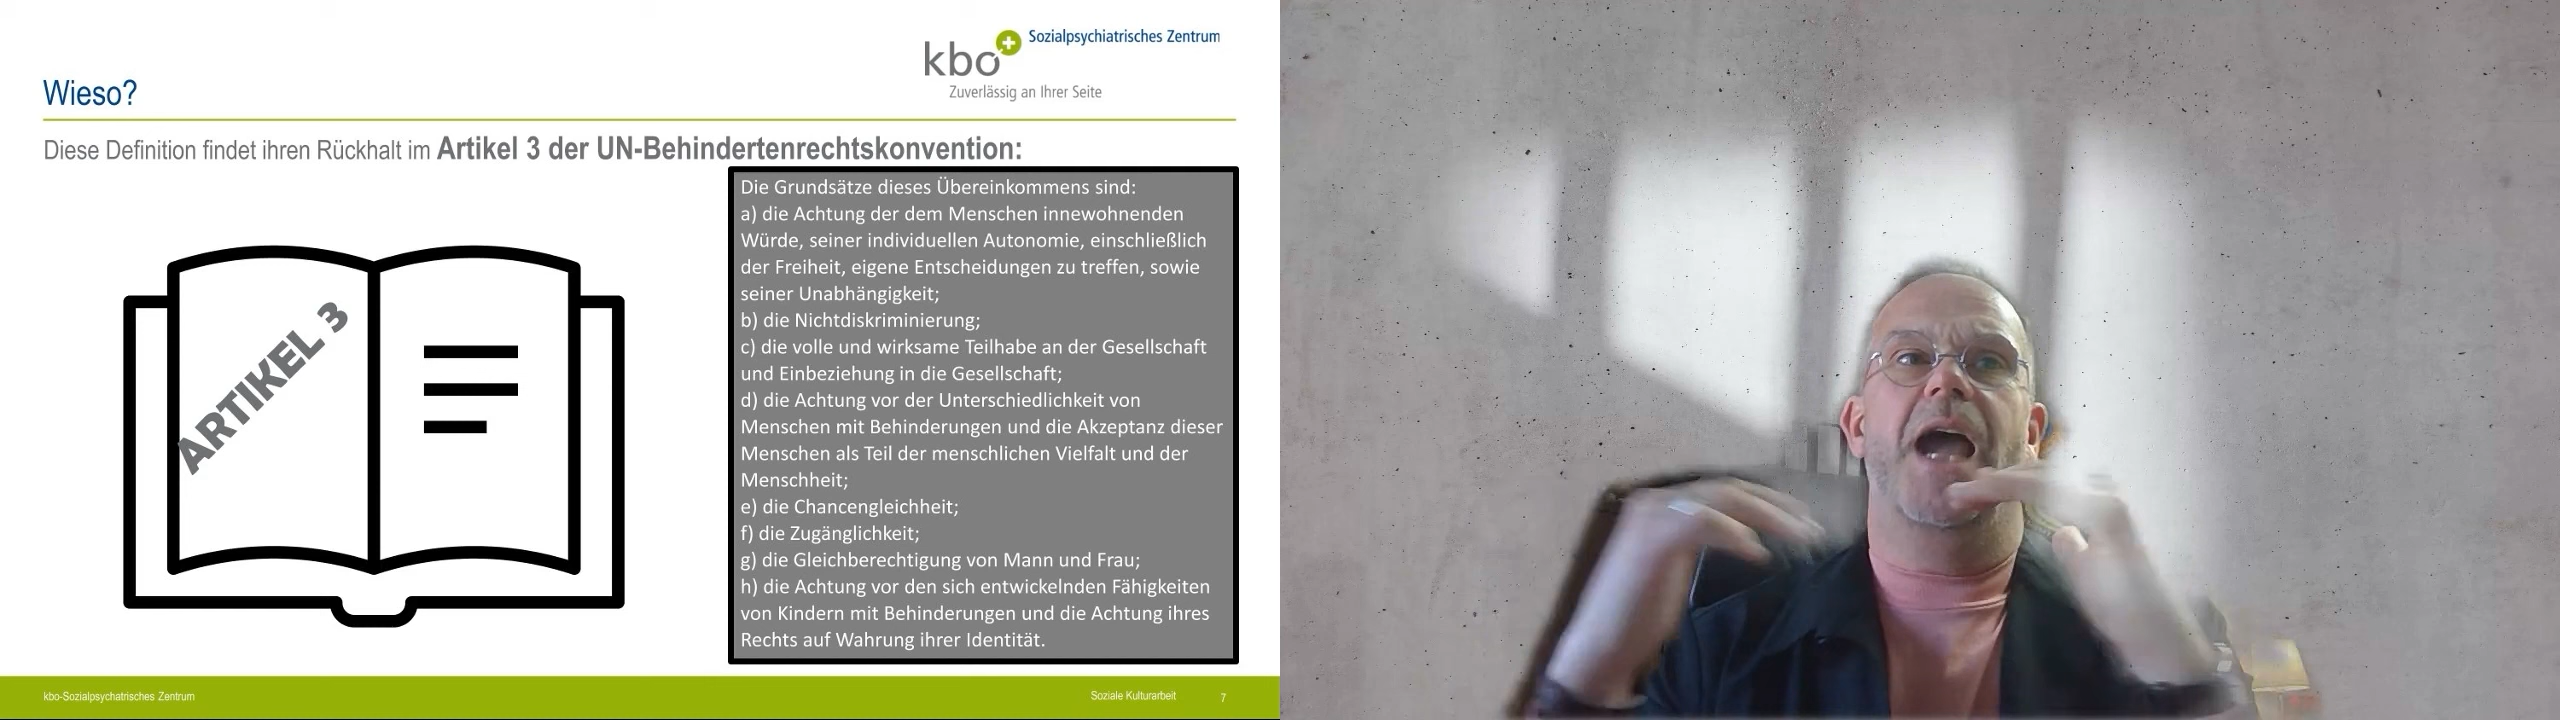 kbo Sozialpsychiatrisches Zentrum
Zuverlässig an Ihrer Seite
Wieso?
Diese Definition findet ihren Rückhalt im Artikel 3 der UN-Behindertenrechtskonvention:
ARTIKEL 3
Die Grundsätze dieses Übereinkommens sind:
a) die Achtung der dem Menschen innewohnenden
Würde, seiner individuellen Autonomie, einschließlich
der Freiheit, eigene Entscheidungen zu treffen, sowie
seiner Unabhängigkeit;
b) die Nichtdiskriminierung;
c) die volle und wirksame Teilhabe an der Gesellschaft
und Einbeziehung in die Gesellschaft;
d) die Achtung vor der Unterschiedlichkeit von
Menschen mit Behinderungen und die Akzeptanz dieser
Menschen als Teil der menschlichen Vielfalt und der
Menschheit;
e) die Chancengleichheit;
f) die Zugänglichkeit;
g) die Gleichberechtigung von Mann und Frau;
h) die Achtung vor den sich entwickelnden Fähigkeiten
von Kindern mit Behinderungen und die Achtung ihres
Rechts auf Wahrung ihrer Identität.
kbo-Sozialpsychatrisches Zentrum
Soziale Kulturarbeit 7